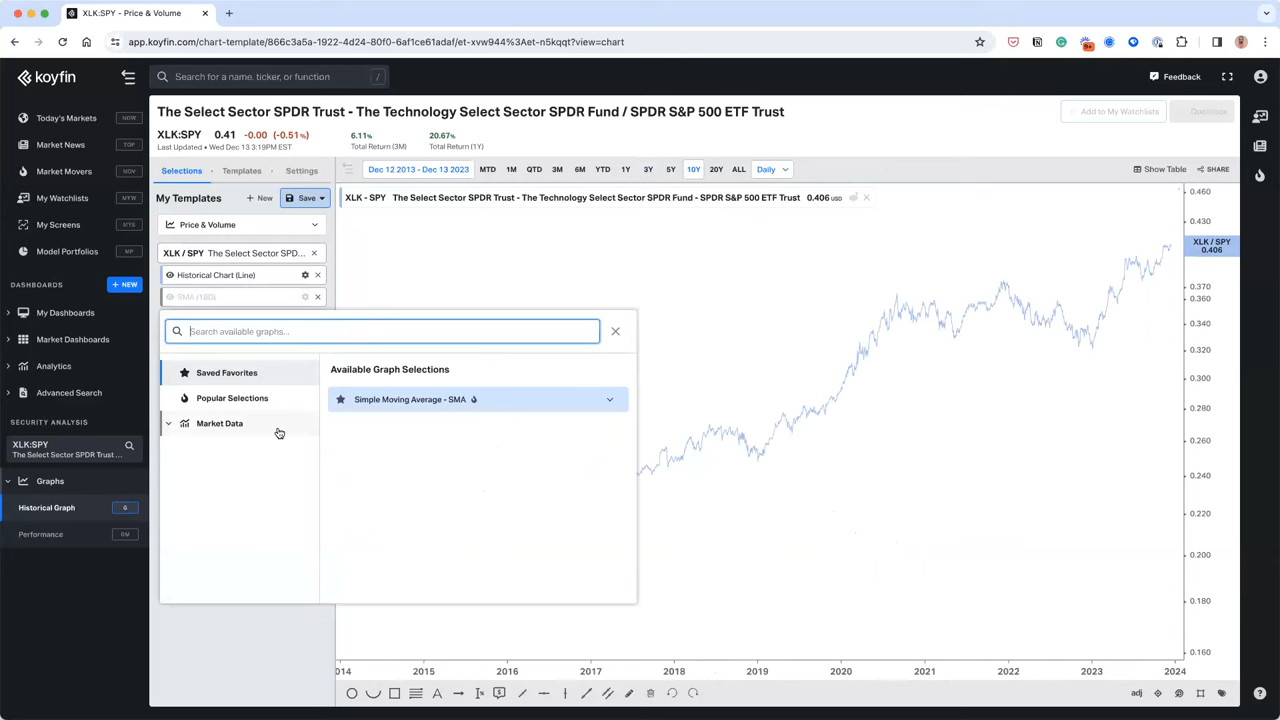 XLK:SPY - Price & Volume
app.koyfin.com/chart-template/866c3a5a-1922-4d24-80f0-6af1ce61adaf/et-xvw944%3Aet-n5kqqt?view=chart
9+
koyfin
Search for a name, ticker, or function /
Feedback
Today's Markets NOW
Market News TOP
Market Movers MOV
My Watchlists MYW
My Screens MYS
Model Portfolios MP
DASHBOARDS + NEW
My Dashboards
Market Dashboards
Analytics
Advanced Search
SECURITY ANALYSIS
XLK:SPY
The Select Sector SPDR Trust ...
Graphs
Historical Graph G
Performance GM
The Select Sector SPDR Trust - The Technology Select Sector SPDR Fund / SPDR S&P 500 ETF Trust
Add to My Watchlists
XLK:SPY 0.41 -0.00 (-0.51%)
Last Updated • Wed Dec 13 3:19PM EST
6.11%
Total Return (3M)
20.67%
Total Return (1Y)
Selections Templates Settings
My Templates + New Save
Price & Volume
XLK / SPY The Select Sector SPD...
Historical Chart (Line)
SMA (180)
Dec 12 2013 - Dec 13 2023 MTD 1M QTD 3M 6M YTD 1Y 3Y 5Y 10Y 20Y ALL Daily
Show Table SHARE
XLK - SPY The Select Sector SPDR Trust - The Technology Select Sector SPDR Fund - SPDR S&P 500 ETF Trust 0.406 USD
Search available graphs...
Saved Favorites
Popular Selections
Market Data
Available Graph Selections
Simple Moving Average - SMA
0.460
0.430
XLK / SPY
0.406
0.370
0.360
0.340
0.320
0.300
0.280
0.260
0.240
0.220
0.200
0.180
0.160
014 2015 2016 2017 2018 2019 2020 2021 2022 2023 2024
adj